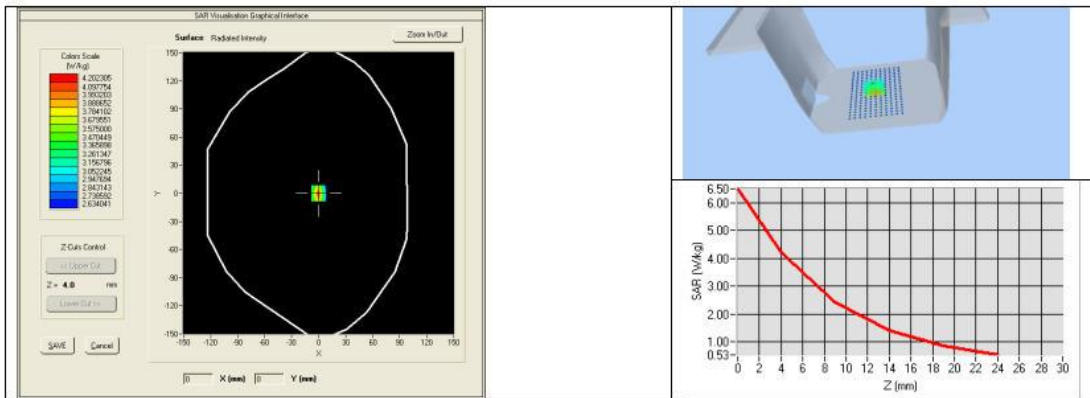 SAR Visualisation Graphical Interface
Surface Radiated Intensity
Zoom In/Out
Colors Scale
(W/kg)
4.202305
4.097754
3.993203
3.888652
3.784102
3.679551
3.575000
3.470449
3.365898
3.261347
3.156796
3.052245
2.947694
2.843143
2.738592
2.634041
Z-Cuts Control
<< Upper Cut
Z = 4.0 mm
Lower Cut >>
SAVE Cancel
150
120
90
60
30
0
-30
-60
-90
-120
-150
Y
-150 -120 -90 -60 -30 0 30 60 90 120 150
X
0 X (mm) 0 Y (mm)
6.50
6.00
5.00
4.00
3.00
2.00
1.00
0.53
SAR (W/kg)
0 2 4 6 8 10 12 14 16 18 20 22 24 26 28 30
Z (mm)